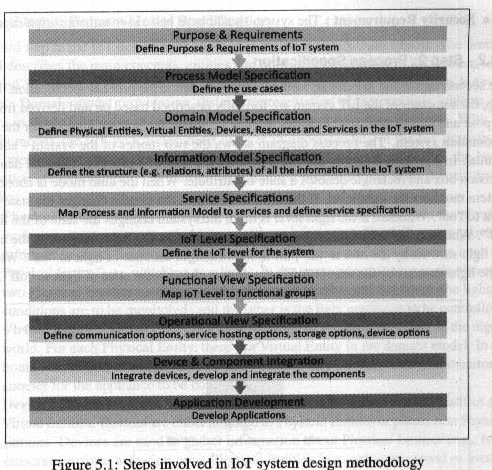 Purpose & Requirements
Define Purpose & Requirements of IoT system
Process Model Specification
Define the use cases
Domain Model Specification
Define Physical Entities, Virtual Entities, Devices, Resources and Services in the IoT system
Information Model Specification
Define the structure (e.g. relations, attributes) of all the information in the IoT system
Service Specifications
Map Process and Information Model to services and define service specifications
IoT Level Specification
Define the IoT level for the system
Functional View Specification
Map IoT Level to functional groups
Operational View Specification
Define communication options, service hosting options, storage options, device options
Device & Component Integration
Integrate devices, develop and integrate the components
Application Development
Develop Applications
Figure 5.1: Steps involved in IoT system design methodology